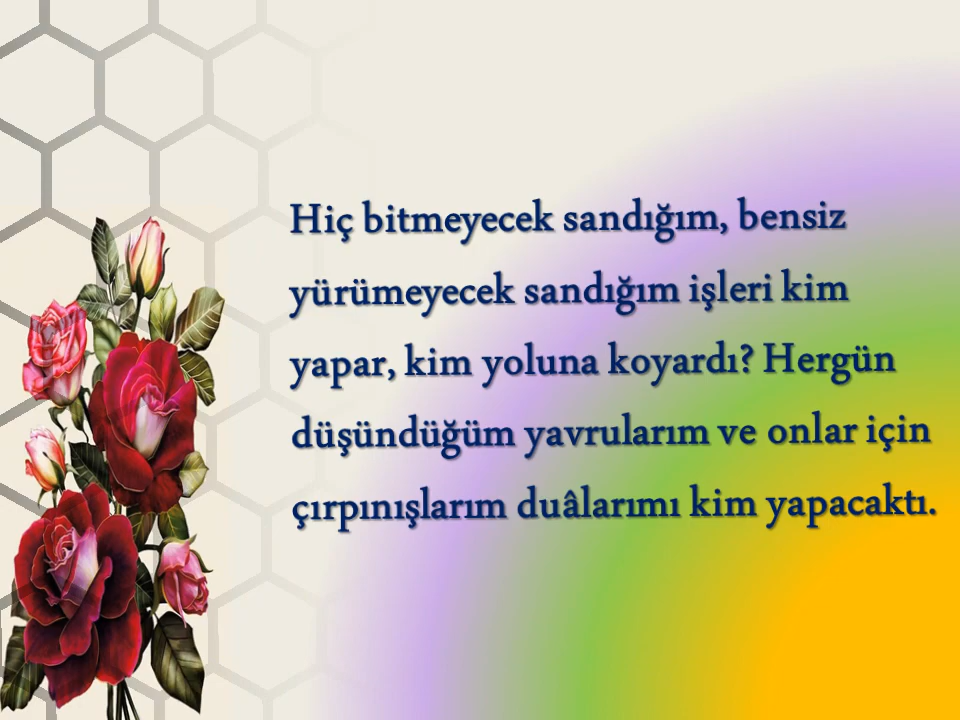 Hiç bitmeyecek sandığım, bensiz
yürümeyecek sandığım işleri kim
yapar, kim yoluna koyardı? Hergün
düşündüğüm yavrularım ve onlar için
çırpınışlarım duâlarımı kim yapacaktı.